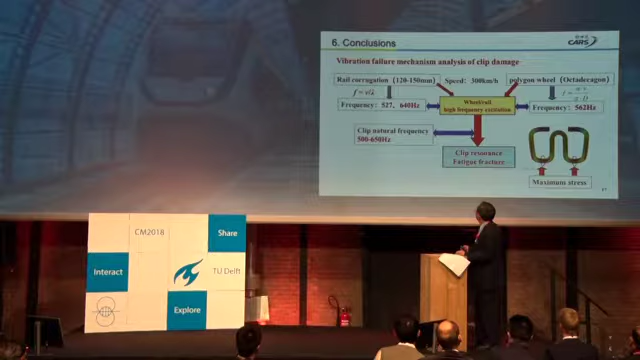 6. Conclusions
CARS
Vibration failure mechanism analysis of clip damage
Rail corrugation (120-150mm)
Speed: 300km/h
polygon wheel (Octadecagon)
Wheel/rail
high frequency excitation
Frequency: 527, 640Hz
Frequency: 562Hz
Clip natural frequency
500-650Hz
Clip resonance
Fatigue fracture
Maximum stress
CM2018
Share
Interact
TU Delft
Explore